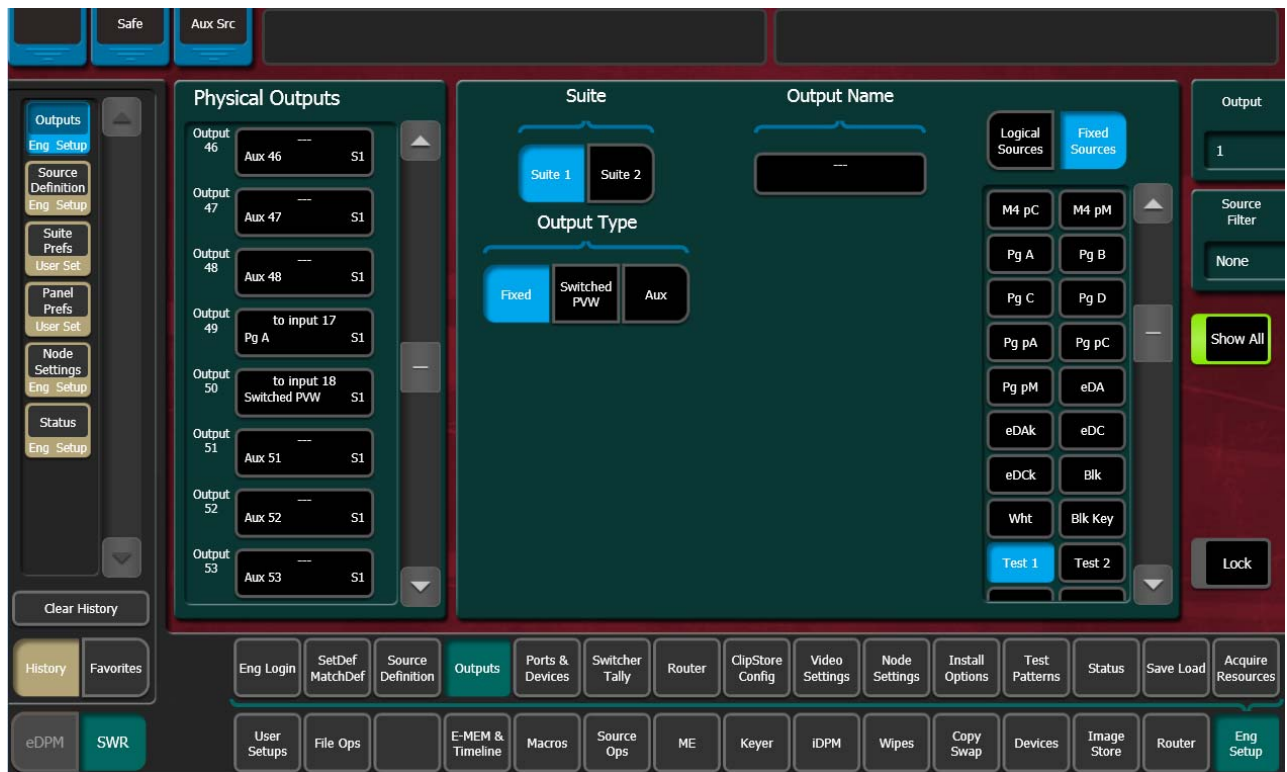 Safe
Aux Src
Outputs
Eng Setup
Source
Definition
Eng Setup
Suite
Prefs
User Set
Panel
Prefs
User Set
Node
Settings
Eng Setup
Status
Eng Setup
Clear History
History
Favorites
eDPM
SWR
Physical Outputs
Output
46
---
Aux 46 S1
Output
47
---
Aux 47 S1
Output
48
---
Aux 48 S1
Output
49
to input 17
Pg A S1
Output
50
to input 18
Switched PVW S1
Output
51
---
Aux 51 S1
Output
52
---
Aux 52 S1
Output
53
---
Aux 53 S1
Suite
Suite 1
Suite 2
Output Type
Fixed
Switched
PVW
Aux
Output Name
---
Logical
Sources
Fixed
Sources
M4 pC
M4 pM
Pg A
Pg B
Pg C
Pg D
Pg pA
Pg pC
Pg pM
eDA
eDAk
eDC
eDCk
Blk
Wht
Blk Key
Test 1
Test 2
Output
1
Source
Filter
None
Show All
Lock
Eng Login
SetDef
MatchDef
Source
Definition
Outputs
Ports &
Devices
Switcher
Tally
Router
ClipStore
Config
Video
Settings
Node
Settings
Install
Options
Test
Patterns
Status
Save Load
Acquire
Resources
User
Setups
File Ops
E-MEM &
Timeline
Macros
Source
Ops
ME
Keyer
iDPM
Wipes
Copy
Swap
Devices
Image
Store
Router
Eng
Setup